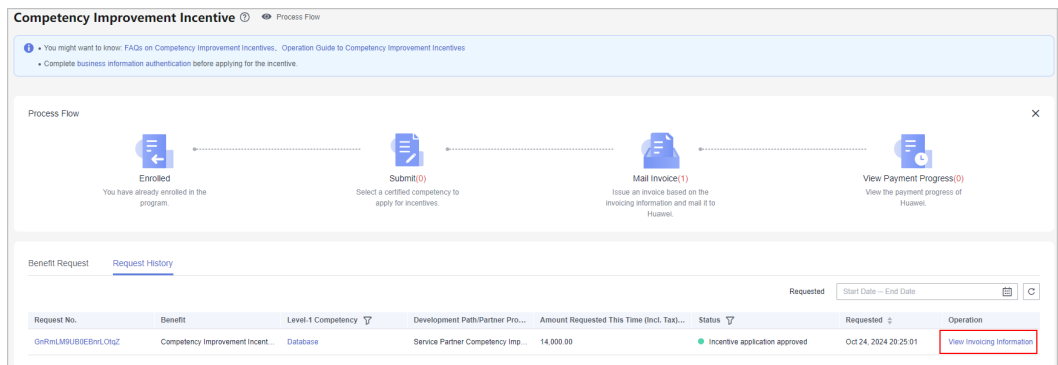 Competency Improvement Incentive Process Flow
• You might want to know: FAQs on Competency Improvement Incentives、Operation Guide to Competency Improvement Incentives
• Complete business information authentication before applying for the incentive.
Process Flow
Enrolled
You have already enrolled in the
program.
Submit(0)
Select a certified competency to
apply for incentives.
Mail Invoice(1)
Issue an invoice based on the
invoicing information and mail it to
Huawei.
View Payment Progress(0)
View the payment progress of
Huawei.
Benefit Request Request History
Requested Start Date – End Date
Request No. Benefit Level-1 Competency Development Path/Partner Pro... Amount Requested This Time (Incl. Tax)... Status Requested Operation
GnRmLM9UB0EBnrLOtqZ Competency Improvement Incent... Database Service Partner Competency Imp... 14,000.00 Incentive application approved Oct 24, 2024 20:25:01 View Invoicing Information